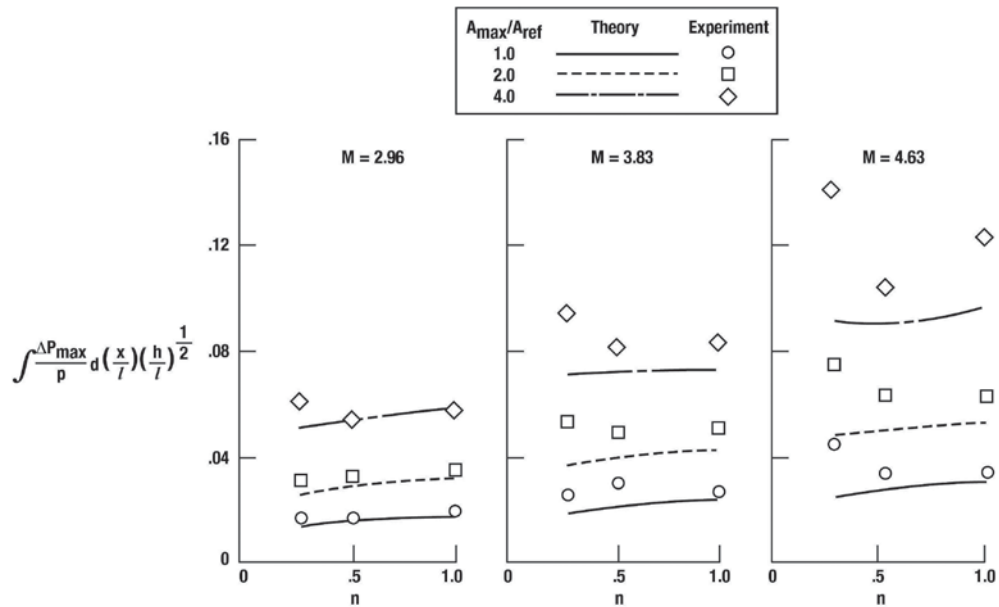 Amax/Aref Theory Experiment
1.0
2.0
4.0
.16
M = 2.96
M = 3.83
M = 4.63
.12
.08
∫ ΔPmax/p d(x/l)(h/l)^1/2
.04
0
0 .5 1.0
n
0 .5 1.0
n
0 .5 1.0
n